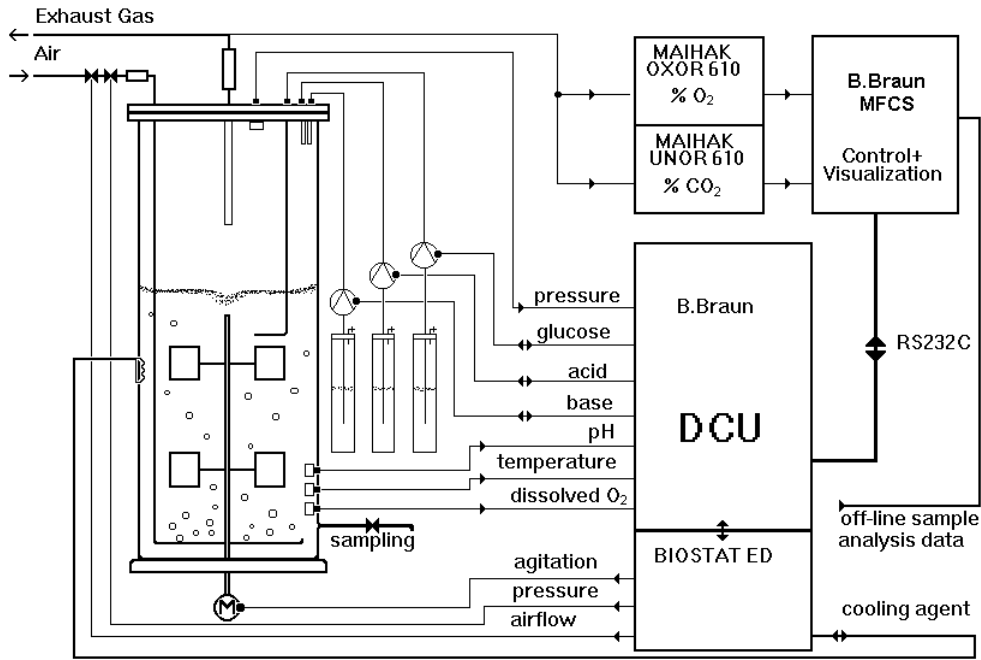 Exhaust Gas
Air
MAIHAK
OXOR 610
% O₂
MAIHAK
UNOR 610
% CO₂
B.Braun
MFCS
Control+
Visualization
pressure
glucose
acid
base
pH
temperature
dissolved O₂
sampling
B.Braun
DCU
RS232C
off-line sample
analysis data
BIOSTAT ED
agitation
pressure
airflow
cooling agent
M